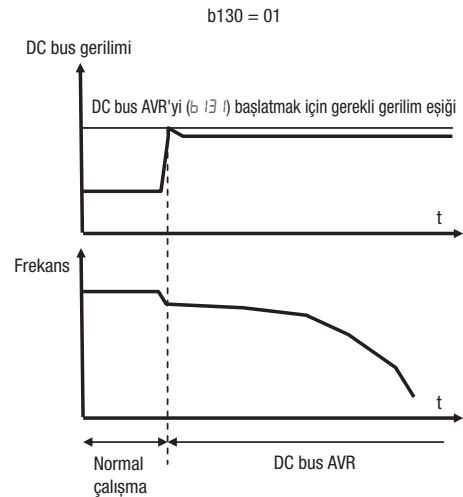 b130 = 01
DC bus gerilimi
DC bus AVR'yi (b131) başlatmak için gerekli gerilim eşiği
t
Frekans
t
Normal
çalışma
DC bus AVR